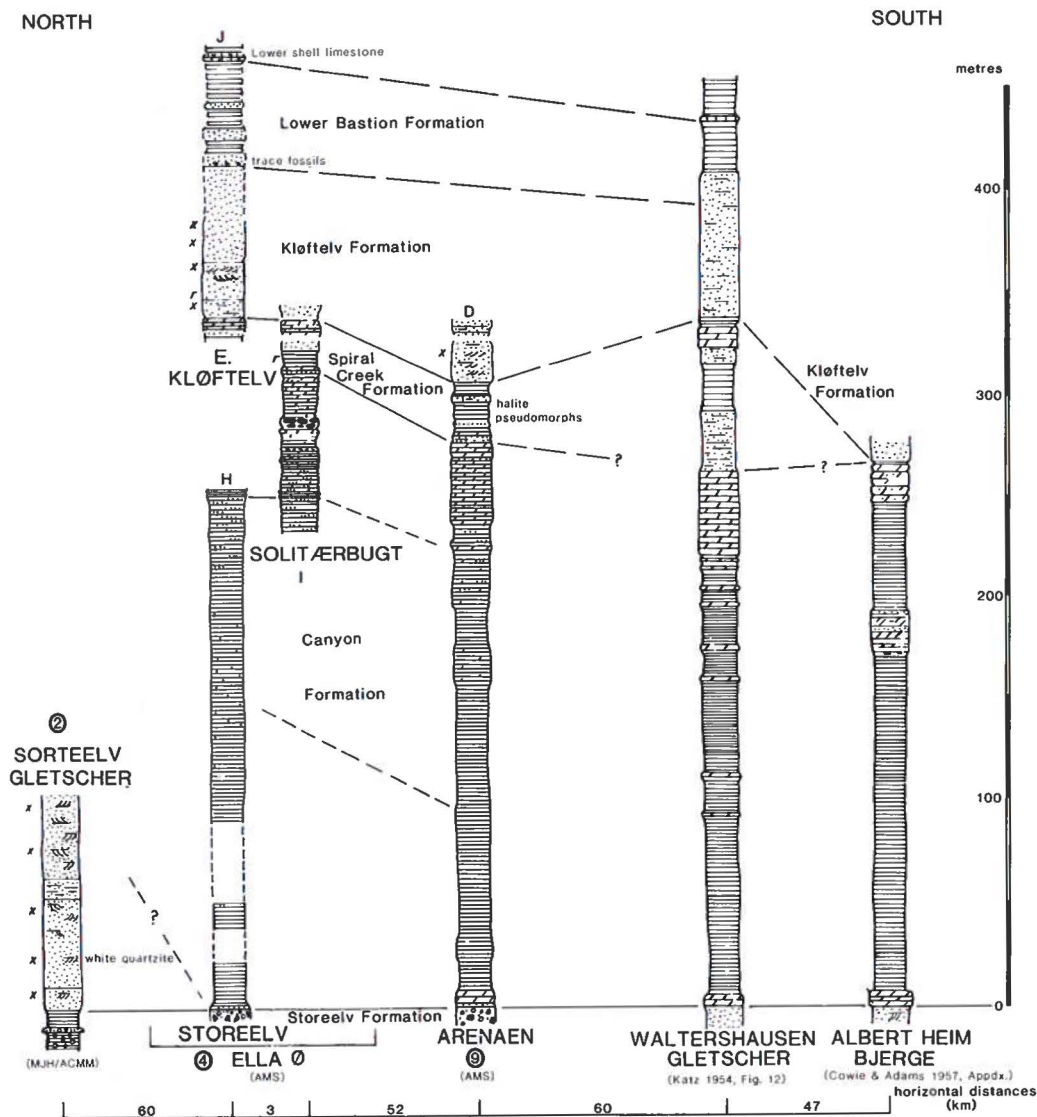 NORTH
SOUTH
J
Lower shell limestone
metres
Lower Bastion Formation
trace fossils
400
x
x
Kløftelv Formation
x
r
x
D
E.
KLØFTELV
r
Spiral
Creek
Formation
x
Kløftelv
Formation
halite
pseudomorphs
300
?
?
H
SOLITÆRBUGT
I
200
Canyon
Formation
②
SORTEELV
GLETSCHER
x
100
x
?
x
x
white quartzite
x
0
Storeelv Formation
STOREELV
ARENAEN
WALTERSHAUSEN
GLETSCHER
ALBERT HEIM
BJERGE
(MJH/ACMM)
④ ELLA Ø
(AMS)
⑨
(AMS)
(Katz 1954, Fig. 12)
(Cowie & Adams 1957, Appdx.)
horizontal distances
(km)
60
3
52
60
47